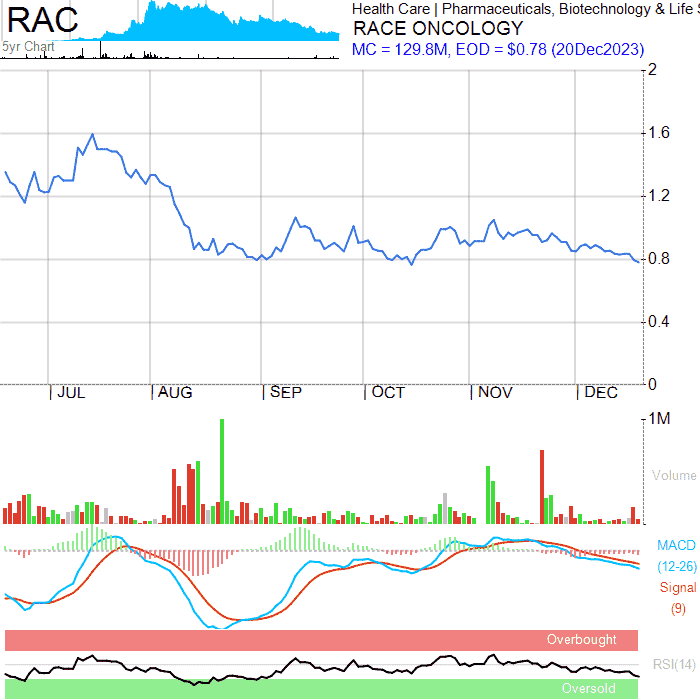 RAC
5yr Chart
Health Care | Pharmaceuticals, Biotechnology & Life S
RACE ONCOLOGY
MC = 129.8M, EOD = $0.78 (20Dec2023)
2
1.6
1.2
0.8
0.4
0
JUL AUG SEP OCT NOV DEC
1M
Volume
MACD
(12-26)
Signal
(9)
Overbought
RSI(14)
Oversold